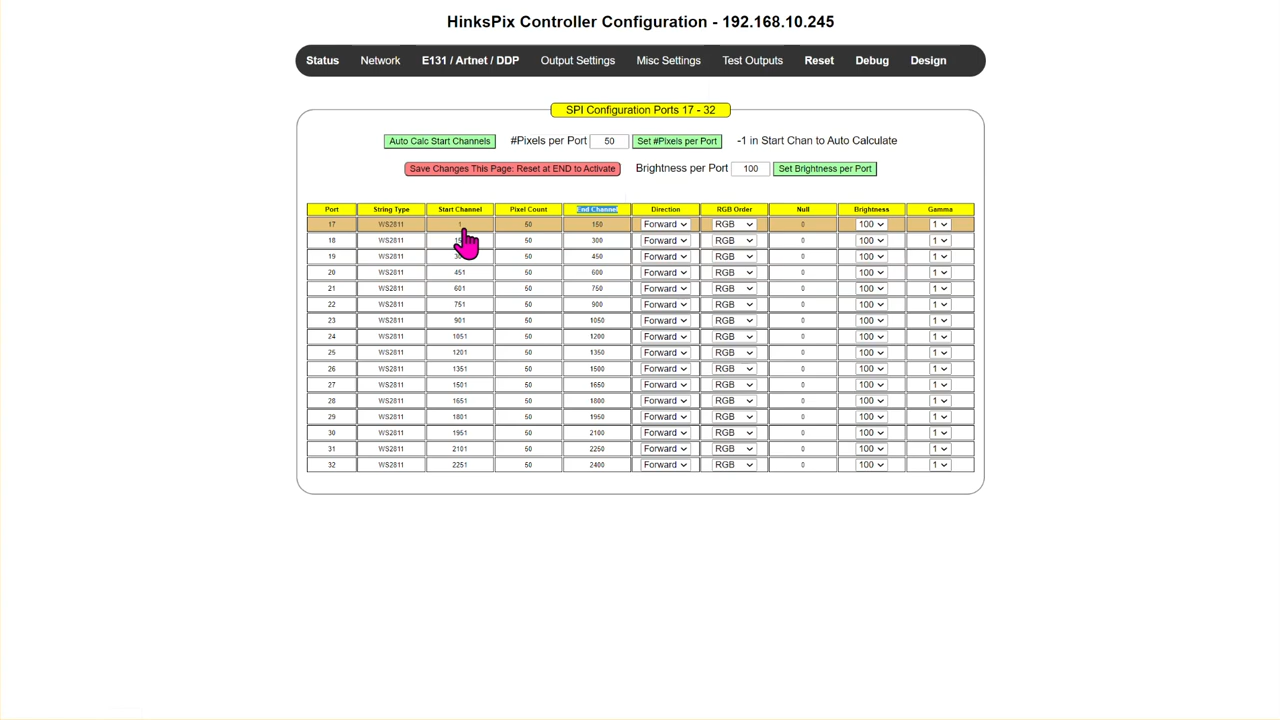 HinksPix Controller Configuration - 192.168.10.245
Status Network E131 / Artnet / DDP Output Settings Misc Settings Test Outputs Reset Debug Design
SPI Configuration Ports 17 - 32
Auto Calc Start Channels #Pixels per Port 50 Set #Pixels per Port -1 in Start Chan to Auto Calculate
Save Changes This Page: Reset at END to Activate Brightness per Port 100 Set Brightness per Port
Port String Type Start Channel Pixel Count End Channel Direction RGB Order Null Brightness Gamma
17 WS2811 1 50 150 Forward RGB 0 100 1
18 WS2811 50 300 Forward RGB 0 100 1
19 WS2811 50 450 Forward RGB 0 100 1
20 WS2811 451 50 600 Forward RGB 0 100 1
21 WS2811 601 50 750 Forward RGB 0 100 1
22 WS2811 751 50 900 Forward RGB 0 100 1
23 WS2811 901 50 1050 Forward RGB 0 100 1
24 WS2811 1051 50 1200 Forward RGB 0 100 1
25 WS2811 1201 50 1350 Forward RGB 0 100 1
26 WS2811 1351 50 1500 Forward RGB 0 100 1
27 WS2811 1501 50 1650 Forward RGB 0 100 1
28 WS2811 1651 50 1800 Forward RGB 0 100 1
29 WS2811 1801 50 1950 Forward RGB 0 100 1
30 WS2811 1951 50 2100 Forward RGB 0 100 1
31 WS2811 2101 50 2250 Forward RGB 0 100 1
32 WS2811 2251 50 2400 Forward RGB 0 100 1